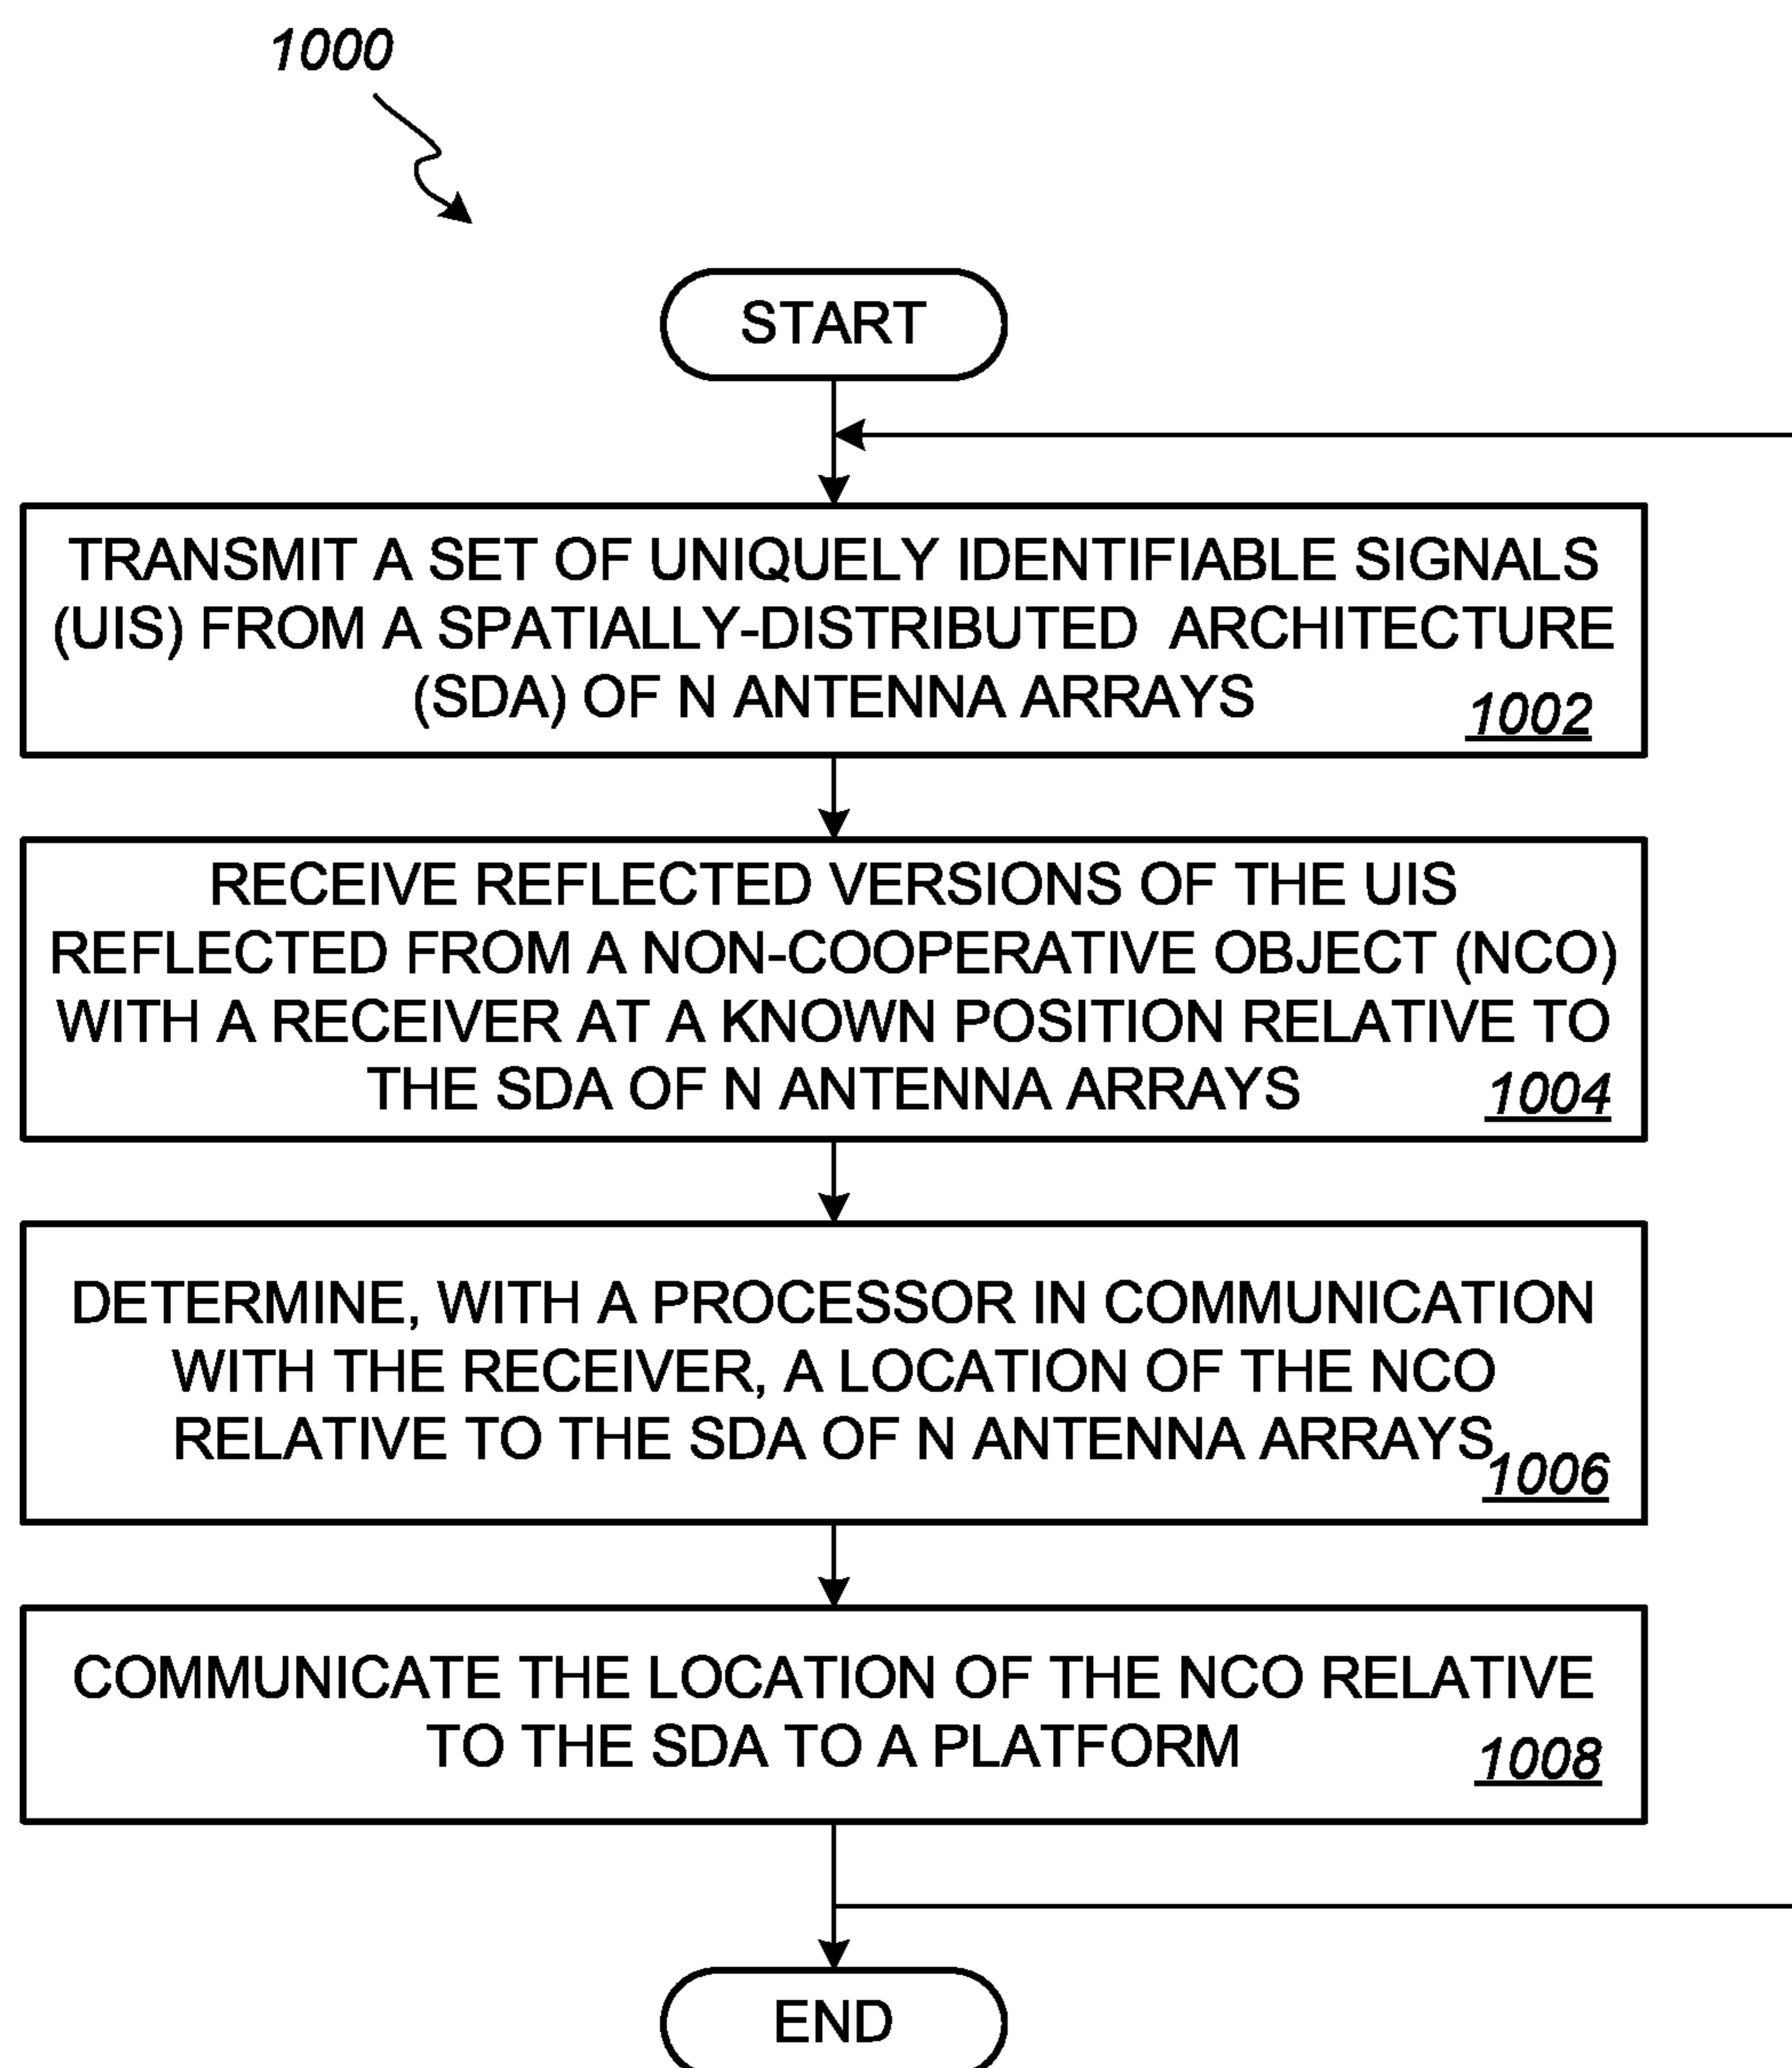 1000
START
TRANSMIT A SET OF UNIQUELY IDENTIFIABLE SIGNALS
(UIS) FROM A SPATIALLY-DISTRIBUTED ARCHITECTURE
(SDA) OF N ANTENNA ARRAYS
1002
RECEIVE REFLECTED VERSIONS OF THE UIS
REFLECTED FROM A NON-COOPERATIVE OBJECT (NCO)
WITH A RECEIVER AT A KNOWN POSITION RELATIVE TO
THE SDA OF N ANTENNA ARRAYS
1004
DETERMINE, WITH A PROCESSOR IN COMMUNICATION
WITH THE RECEIVER, A LOCATION OF THE NCO
RELATIVE TO THE SDA OF N ANTENNA ARRAYS
1006
COMMUNICATE THE LOCATION OF THE NCO RELATIVE
TO THE SDA TO A PLATFORM
1008
END